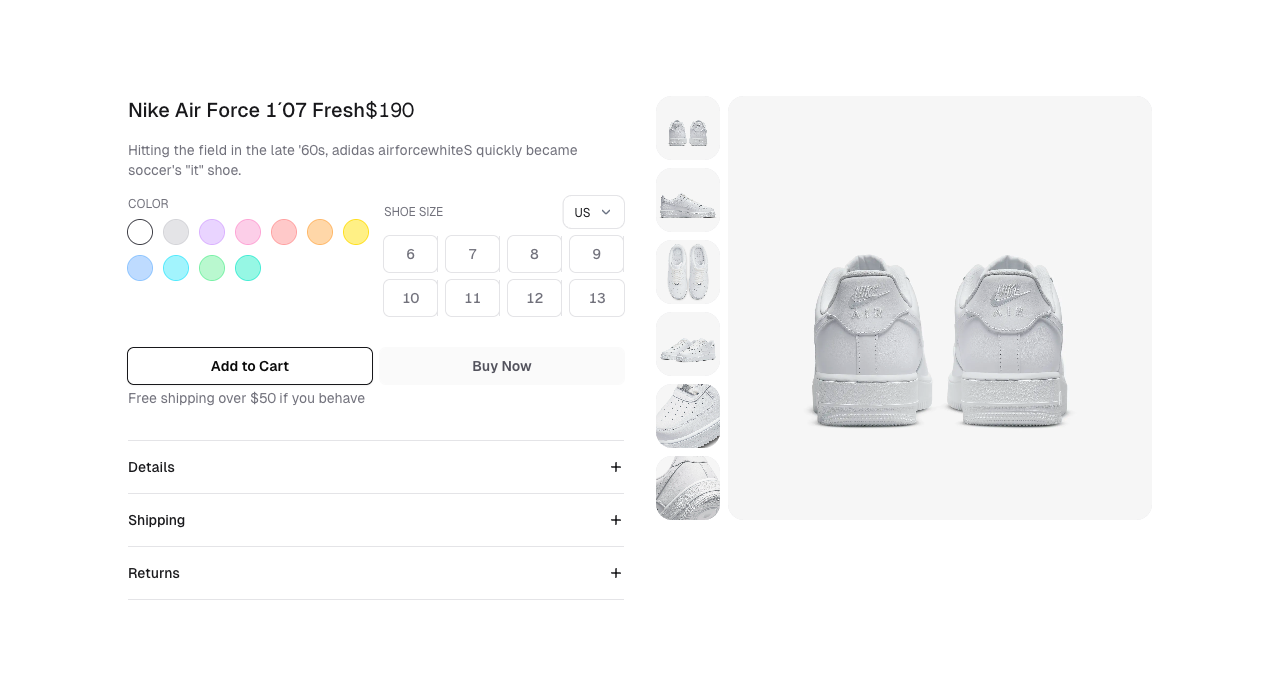 Nike Air Force 1´07 Fresh$190
Hitting the field in the late '60s, adidas airforcewhiteS quickly became
soccer's "it" shoe.
COLOR
SHOE SIZE
US
6 7 8 9
10 11 12 13
Add to Cart Buy Now
Free shipping over $50 if you behave
Details
Shipping
Returns
AIR AIR